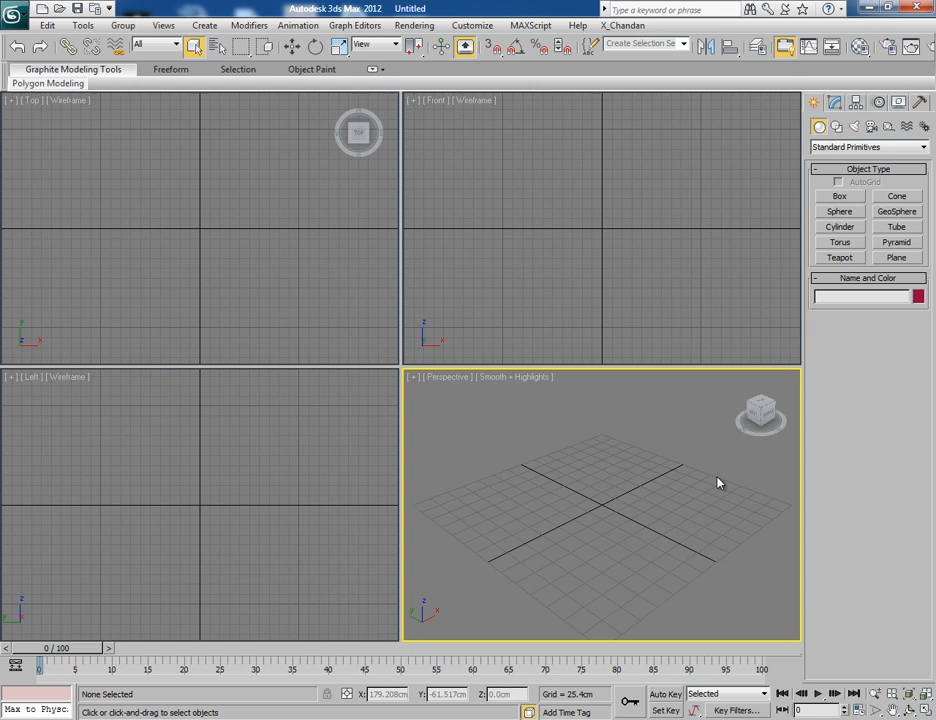 Autodesk 3ds Max 2012 Untitled
Type a keyword or phrase
Edit Tools Group Views Create Modifiers Animation Graph Editors Rendering Customize MAXScript Help X_Chandan
All View Create Selection Se
Graphite Modeling Tools Freeform Selection Object Paint
Polygon Modeling
[ + ] [ Top ] [ Wireframe ]
TOP
y
z x
[ + ] [ Front ] [ Wireframe ]
z
x
[ + ] [ Left ] [ Wireframe ]
z
y x
[ + ] [ Perspective ] [ Smooth + Highlights ]
z
y x
Standard Primitives
- Object Type
AutoGrid
Box Cone
Sphere GeoSphere
Cylinder Tube
Torus Pyramid
Teapot Plane
- Name and Color
< 0 / 100 >
0 5 10 15 20 25 30 35 40 45 50 55 60 65 70 75 80 85 90 95 100
None Selected X: 179.208cm Y: -61.517cm Z: 0.0cm Grid = 25.4cm Auto Key Selected
Max to Physc: Click or click-and-drag to select objects Add Time Tag Set Key Key Filters... 0